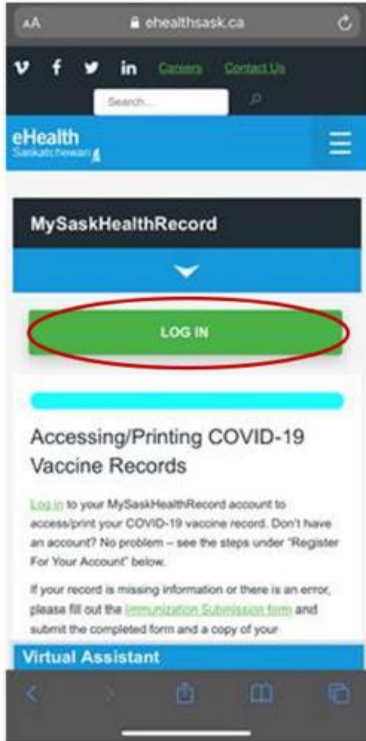 AA ehealthsask.ca
in Careers Contact Us
Search...
eHealth
Saskatchewan
MySaskHealthRecord
LOG IN
Accessing/Printing COVID-19
Vaccine Records
Log in to your MySaskHealthRecord account to
access/print your COVID-19 vaccine record. Don't have
an account? No problem – see the steps under "Register
For Your Account" below.
If your record is missing information or there is an error,
please fill out the Immunization Submission form and
submit the completed form and a copy of your
Virtual Assistant